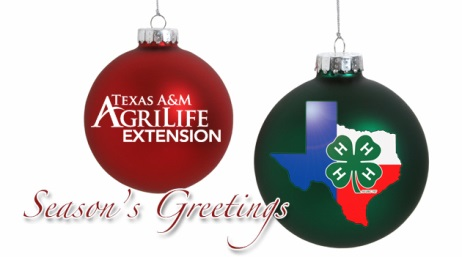 Texas A&M
AgriLife
EXTENSION
H H
H H
Season's Greetings